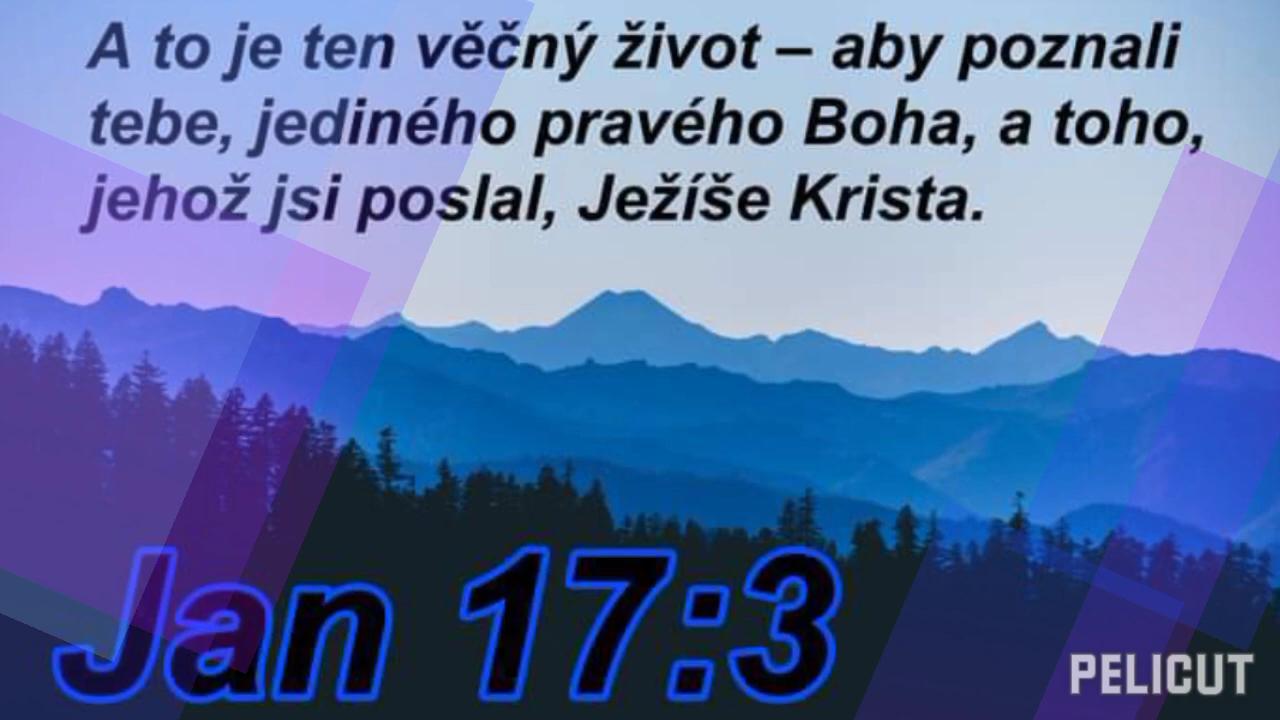 A to je ten věčný život – aby poznali
tebe, jediného pravého Boha, a toho,
jehož jsi poslal, Ježíše Krista.
Jan 17:3
PELICUT